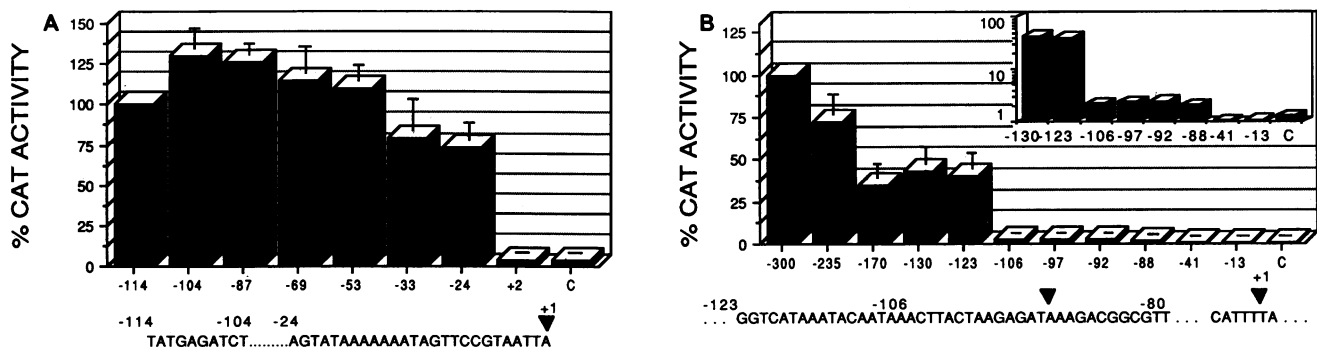 A
% CAT ACTIVITY
150
125
100
75
50
25
0
-114 -104 -87 -69 -53 -33 -24 +2 C
+1
-114 -104 -24
TATGAGATCT.........AGTATAAAAAAATAGTTCCGTAATTA
B
% CAT ACTIVITY
125
100
75
50
25
0
100
10
1
-130 -123 -106 -97 -92 -88 -41 -13 C
-300 -235 -170 -130 -123 -106 -97 -92 -88 -41 -13 C
+1
-123 -106 -80
... GGTCATAAATACAATAAACTTACTAAGAGATAAAGACGGCGTT ... CATTTTA ...